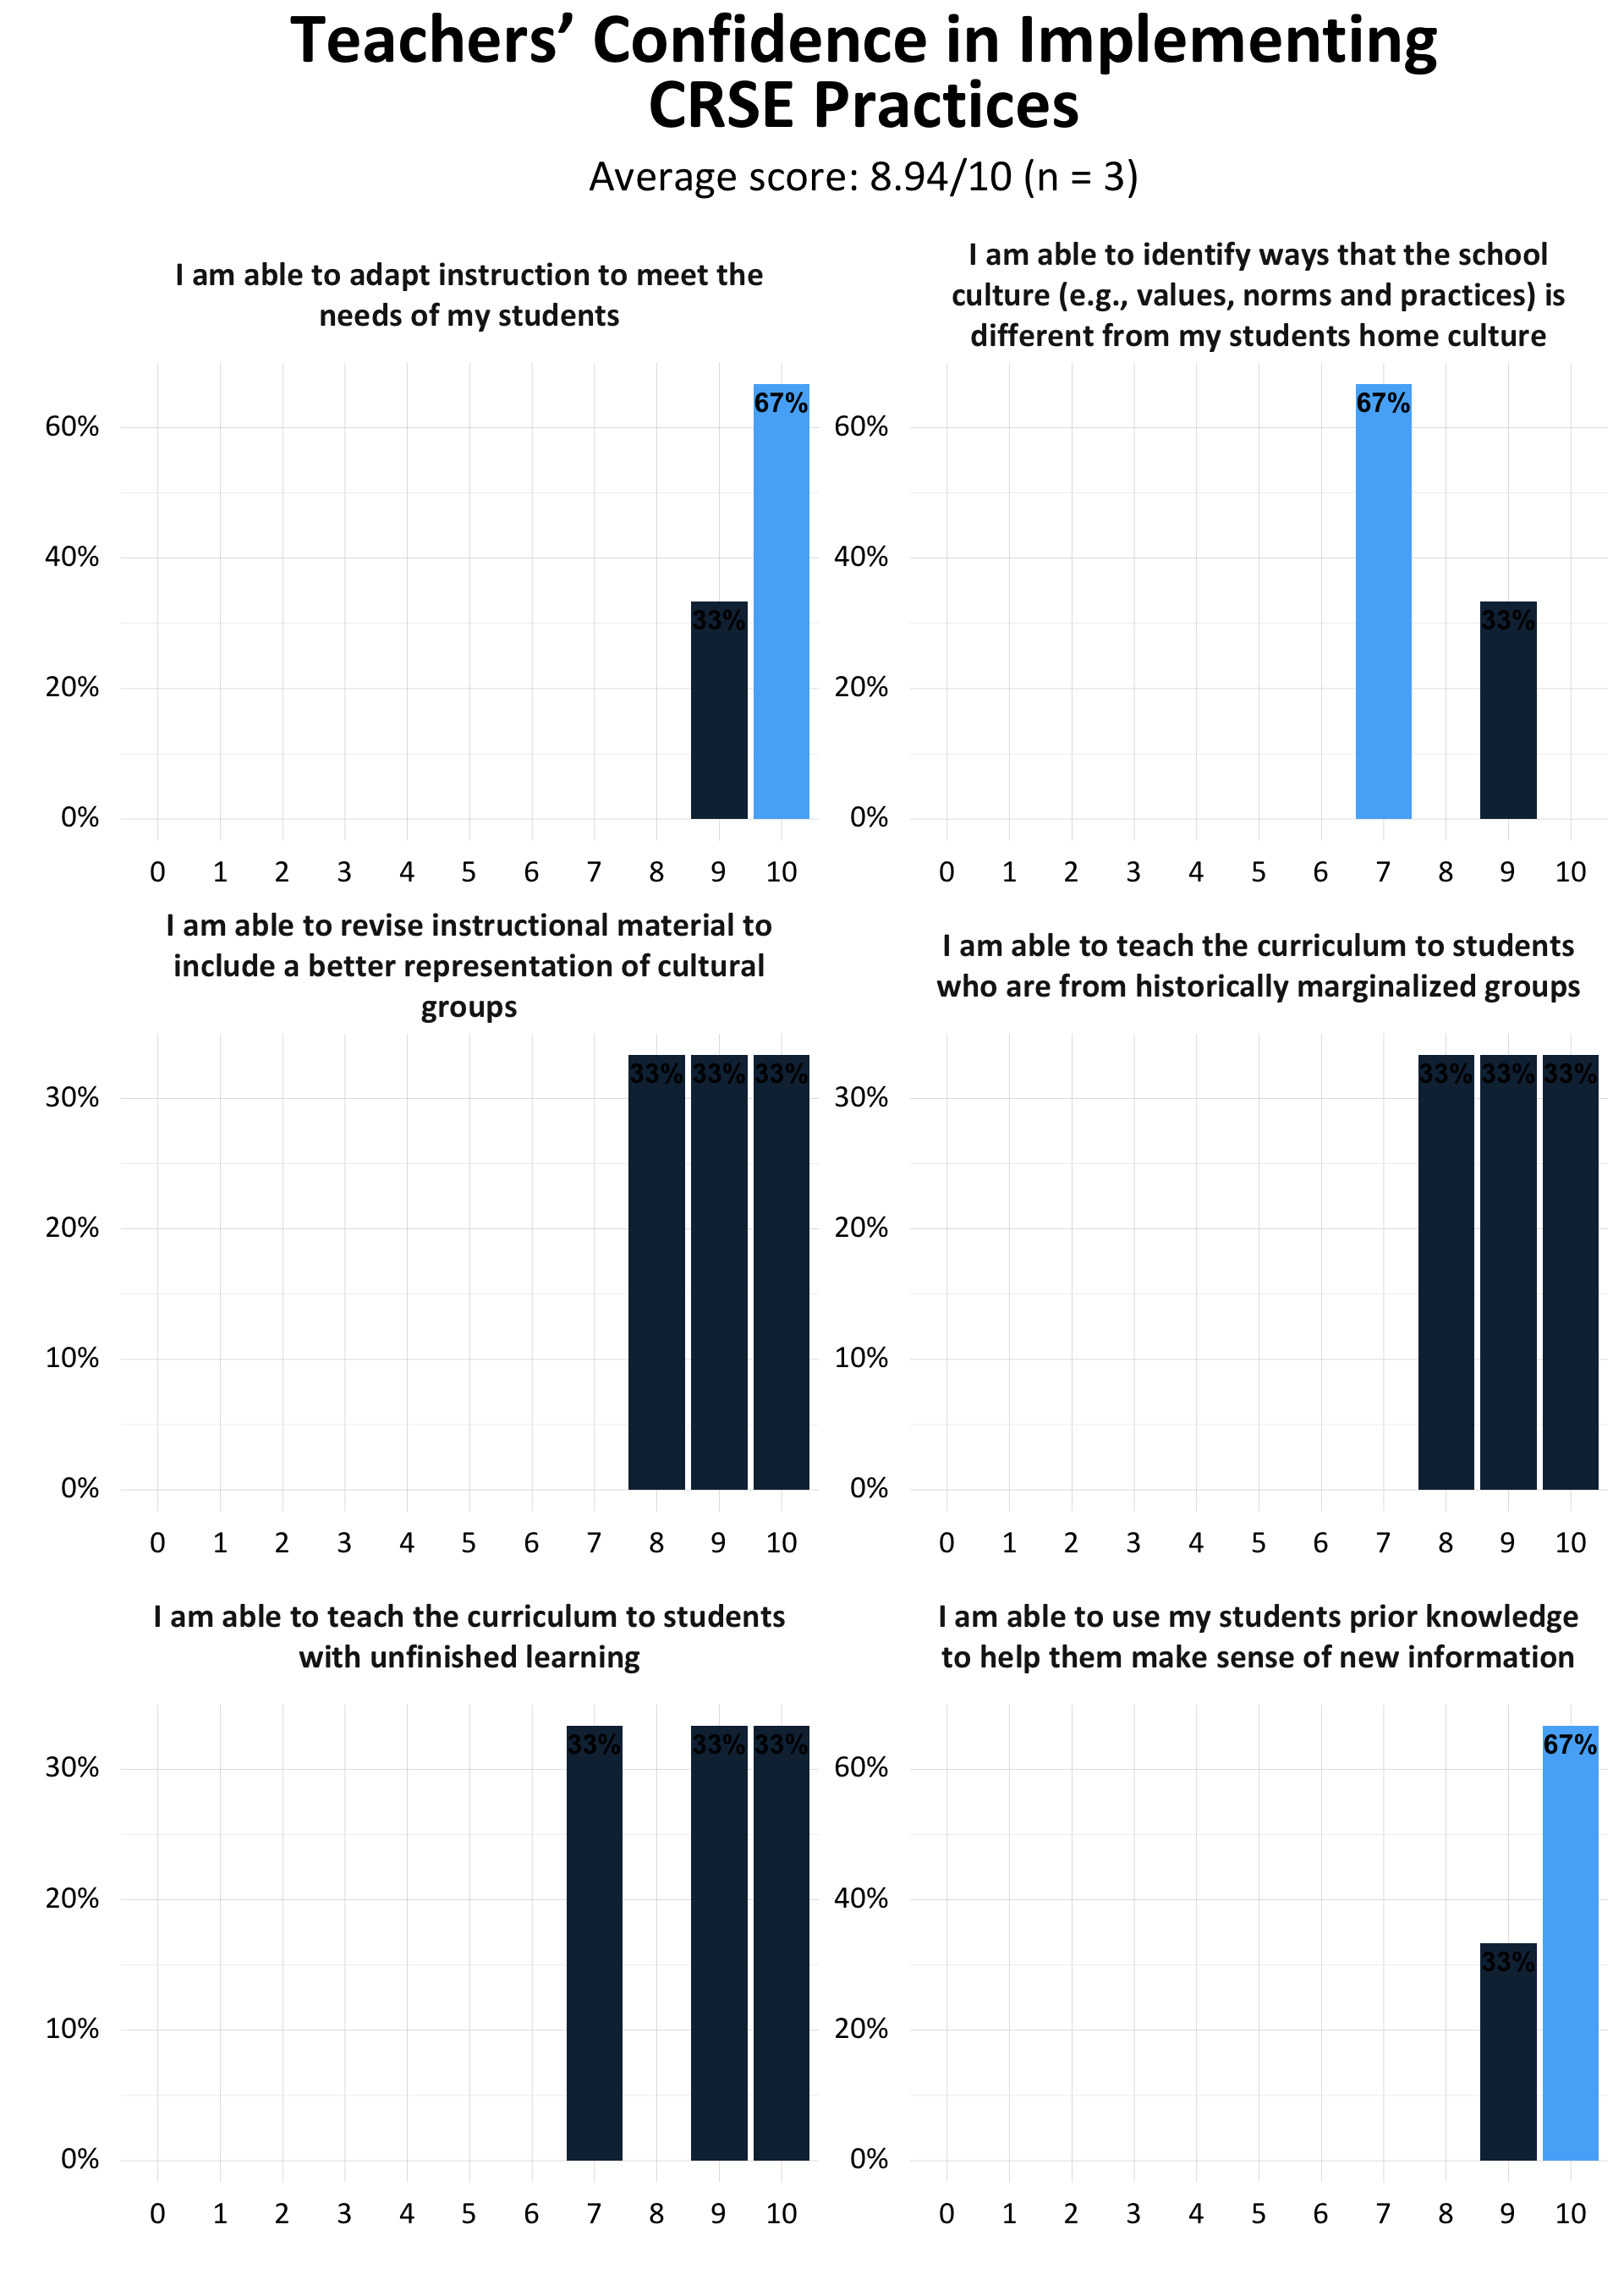 Teachers’ Confidence in Implementing
CRSE Practices
Average score: 8.94/10 (n = 3)
I am able to adapt instruction to meet the
needs of my students
67%
60%
40%
33%
20%
0%
0 1 2 3 4 5 6 7 8 9 10
I am able to identify ways that the school
culture (e.g., values, norms and practices) is
different from my students home culture
67%
60%
40%
33%
20%
0%
0 1 2 3 4 5 6 7 8 9 10
I am able to revise instructional material to
include a better representation of cultural
groups
33% 33% 33%
30%
20%
10%
0%
0 1 2 3 4 5 6 7 8 9 10
I am able to teach the curriculum to students
who are from historically marginalized groups
33% 33% 33%
30%
20%
10%
0%
0 1 2 3 4 5 6 7 8 9 10
I am able to teach the curriculum to students
with unfinished learning
33% 33% 33%
30%
20%
10%
0%
0 1 2 3 4 5 6 7 8 9 10
I am able to use my students prior knowledge
to help them make sense of new information
67%
60%
40%
33%
20%
0%
0 1 2 3 4 5 6 7 8 9 10